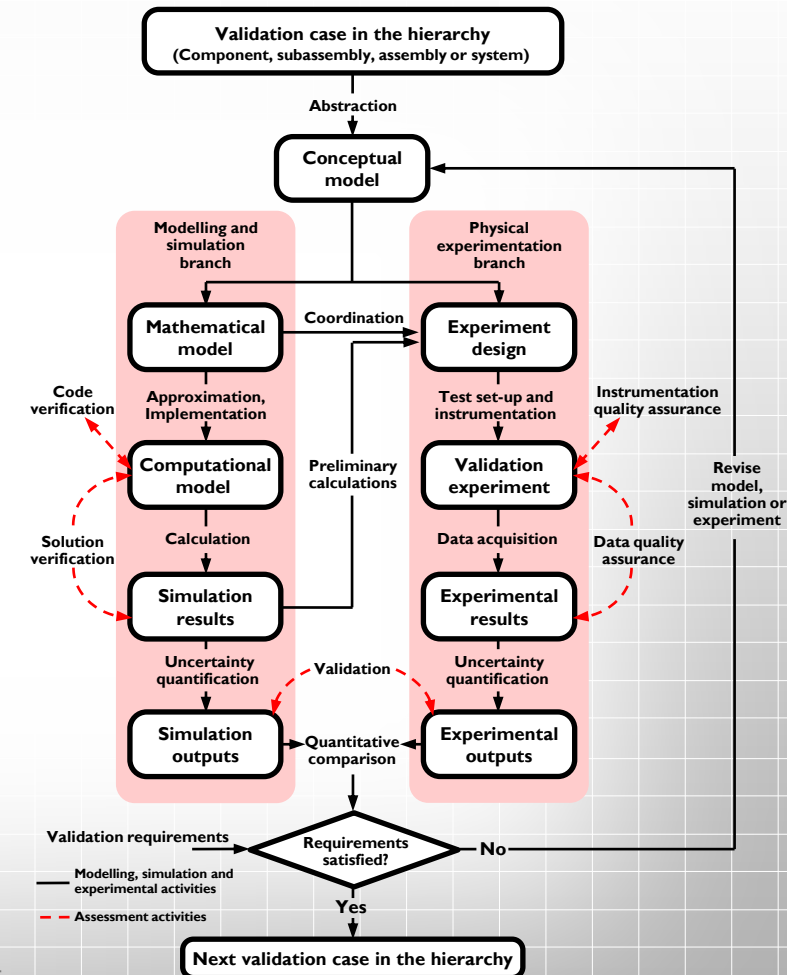 Validation case in the hierarchy
(Component, subassembly, assembly or system)
Abstraction
Conceptual
model
Modelling and
simulation
branch
Physical
experimentation
branch
Mathematical
model
Coordination
Experiment
design
Code
verification
Approximation,
Implementation
Test set-up and
instrumentation
Instrumentation
quality assurance
Computational
model
Preliminary
calculations
Validation
experiment
Revise
model,
simulation or
experiment
Solution
verification
Calculation
Data acquisition
Data quality
assurance
Simulation
results
Experimental
results
Uncertainty
quantification
Validation
Uncertainty
quantification
Simulation
outputs
Quantitative
comparison
Experimental
outputs
Validation requirements
Requirements
satisfied?
No
Modelling, simulation and
experimental activities
Assessment activities
Yes
Next validation case in the hierarchy